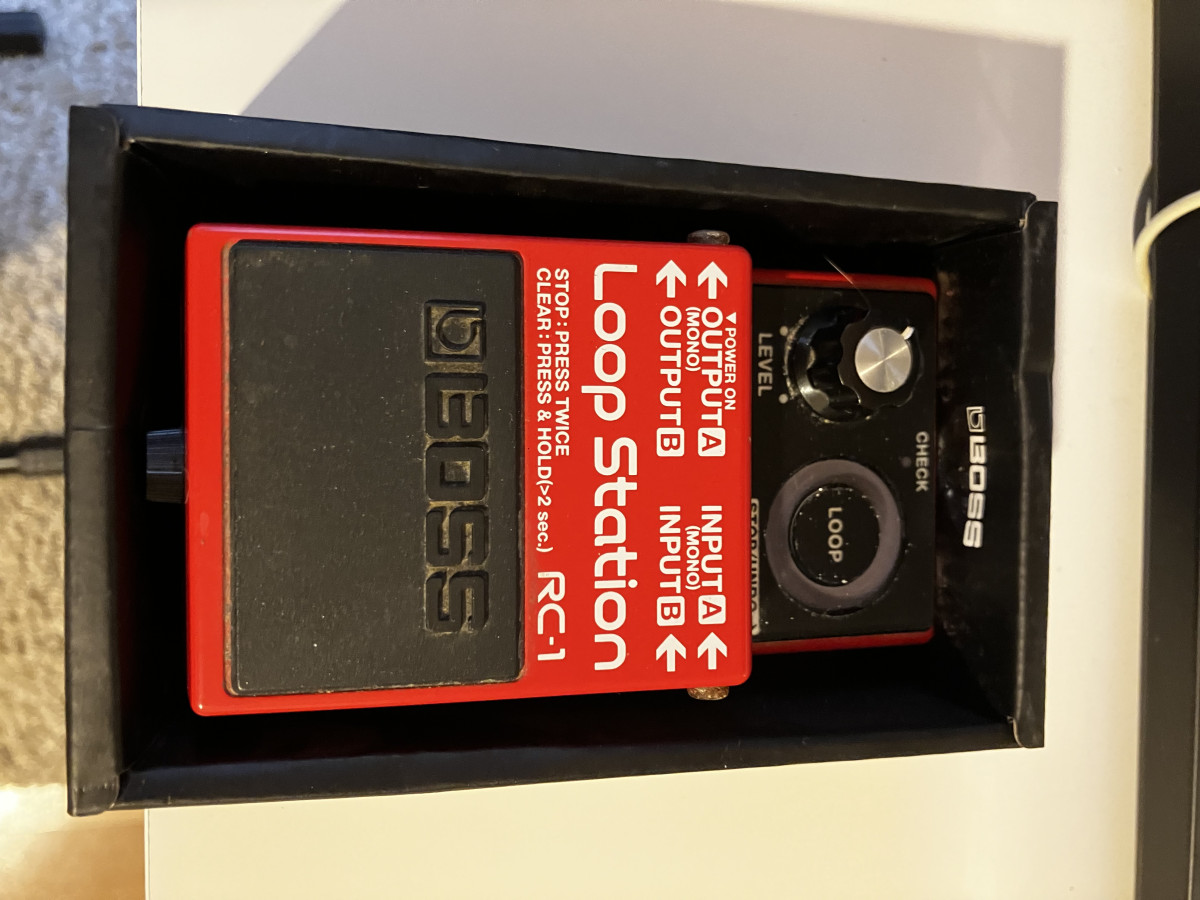 BOSS
CHECK
LOOP
LEVEL
▼POWER ON
←OUTPUT A INPUT A←
(MONO) (MONO)
←OUTPUT B INPUT B←
Loop Station
STOP : PRESS TWICE
CLEAR : PRESS & HOLD(>2 sec.) RC-1
BOSS